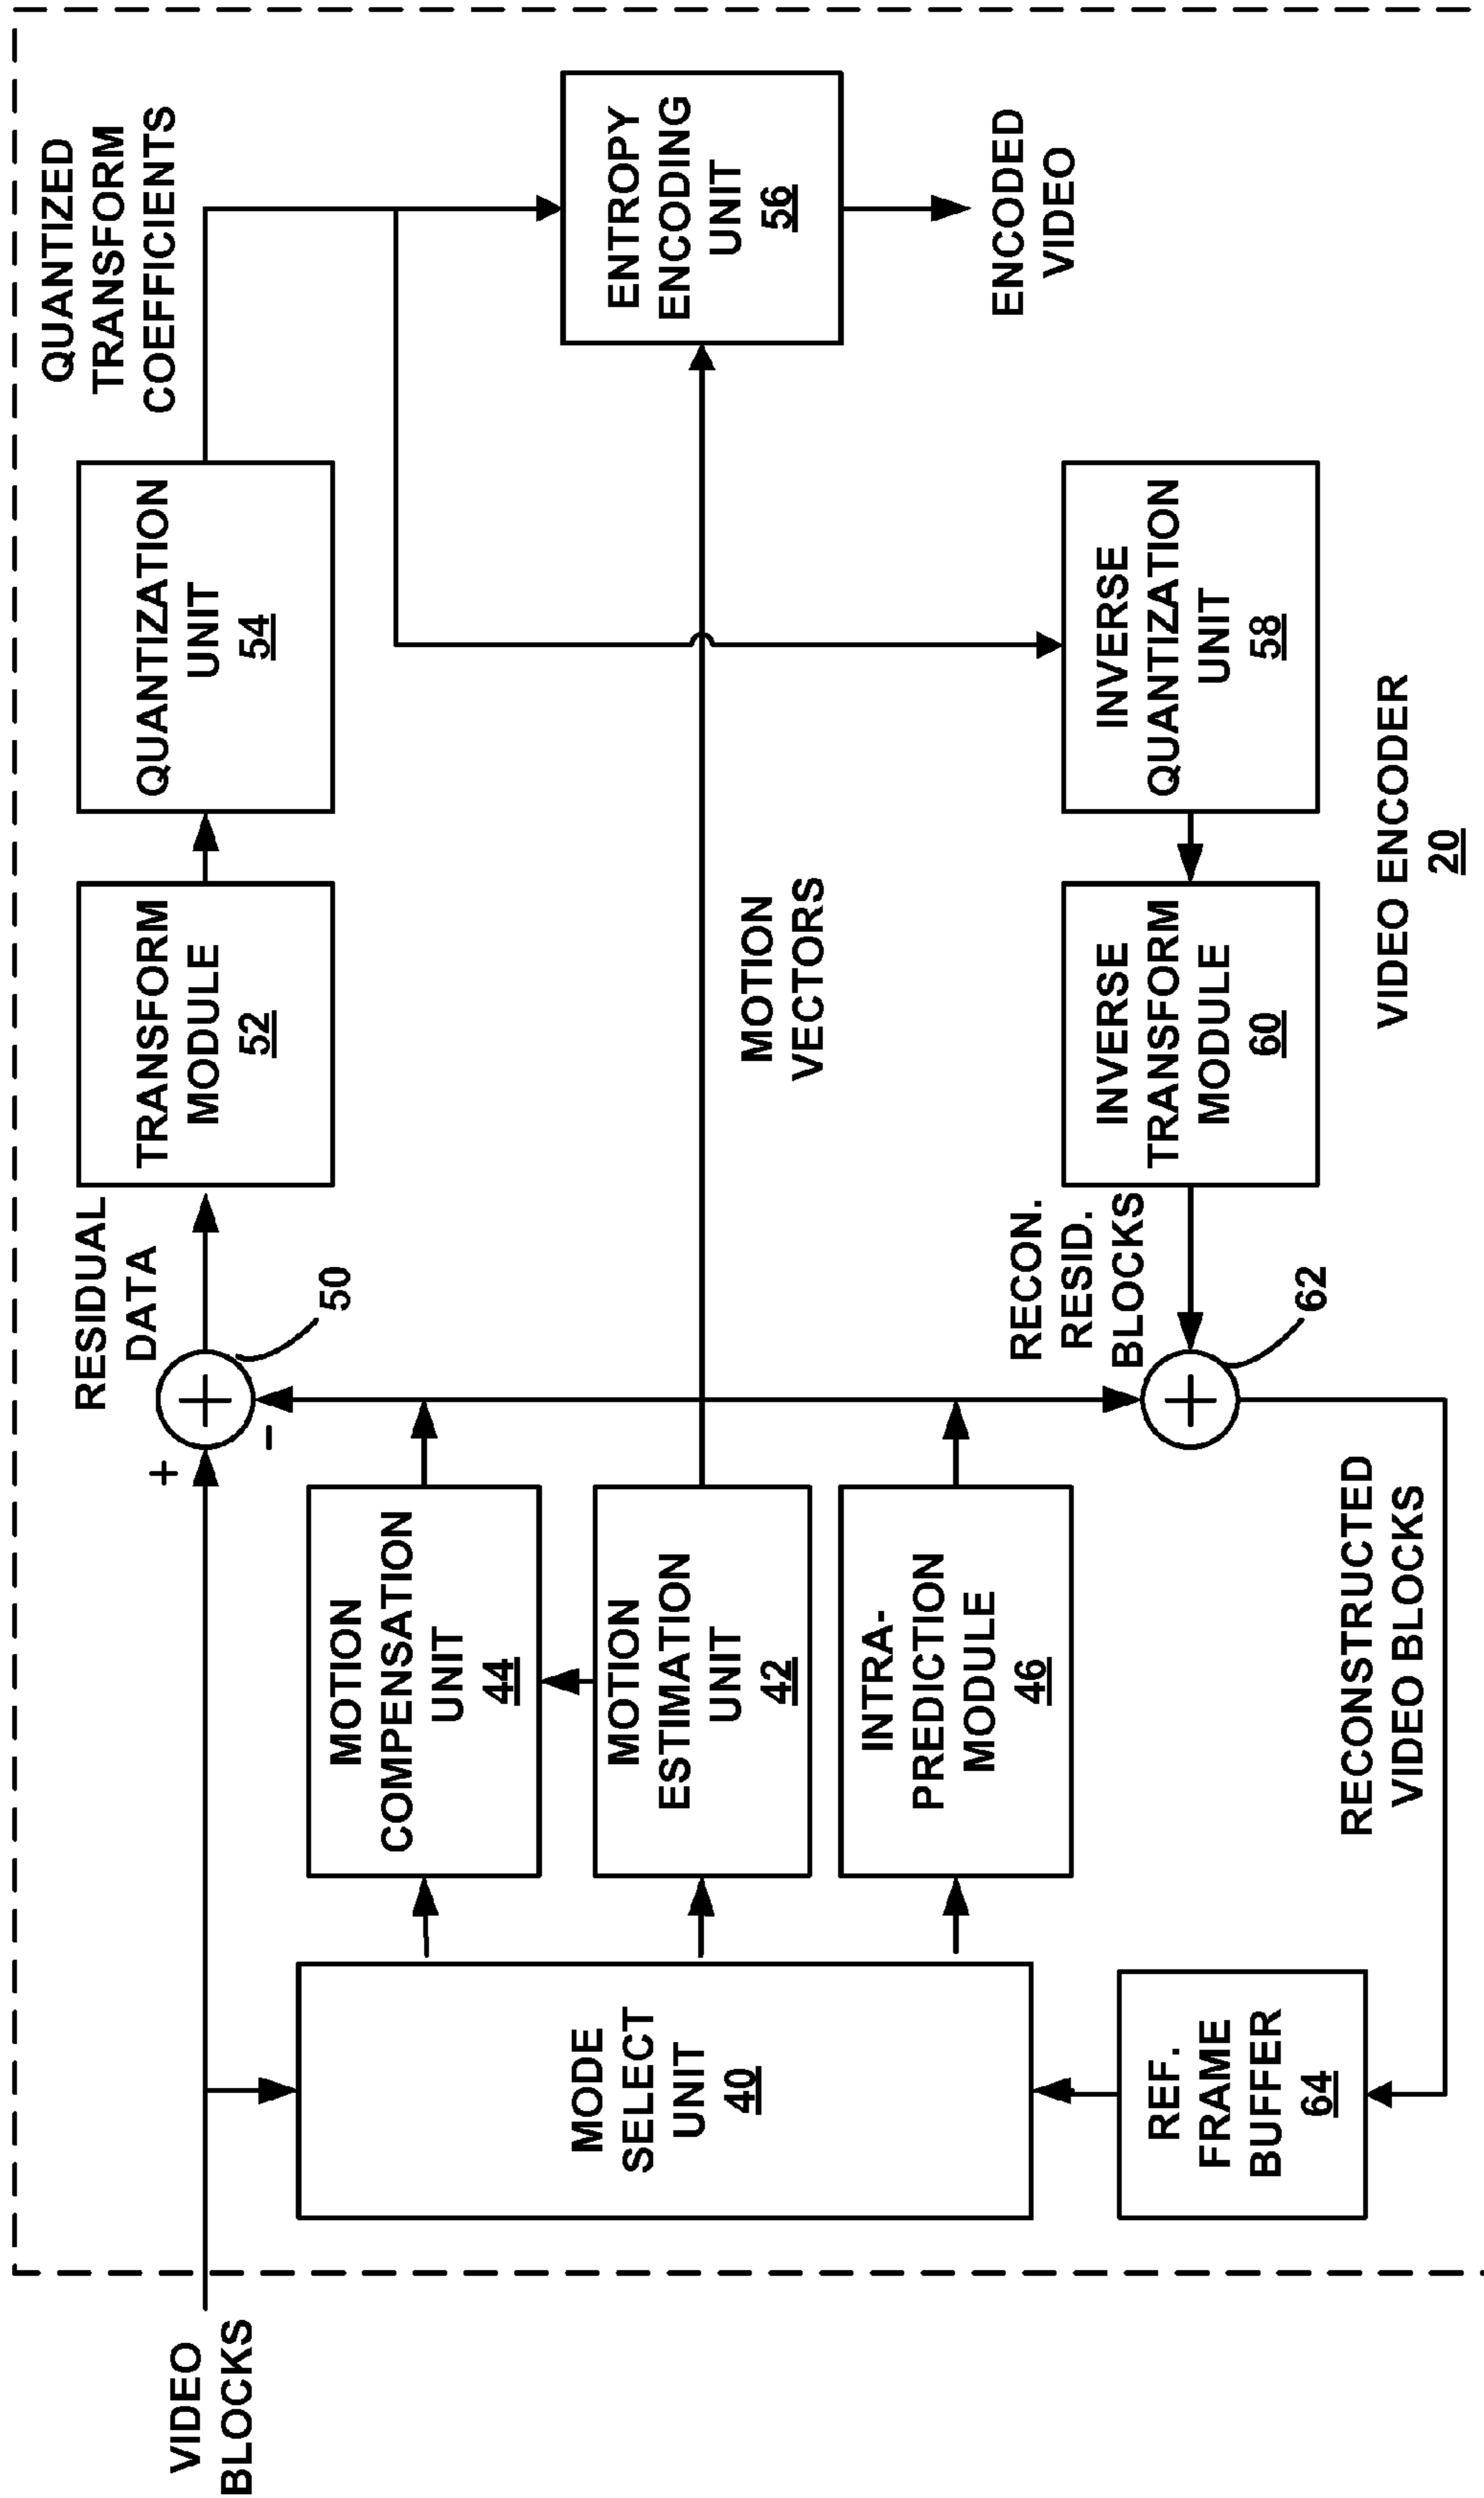 VIDEO
BLOCKS
+
-
RESIDUAL
DATA
50
TRANSFORM
MODULE
52
QUANTIZATION
UNIT
54
QUANTIZED
TRANSFORM
COEFFICIENTS
MODE
SELECT
UNIT
40
MOTION
COMPENSATION
UNIT
44
MOTION
ESTIMATION
UNIT
42
INTRA-
PREDICTION
MODULE
46
MOTION
VECTORS
ENTROPY
ENCODING
UNIT
56
ENCODED
VIDEO
REF.
FRAME
BUFFER
64
RECONSTRUCTED
VIDEO BLOCKS
RECON.
RESID.
BLOCKS
62
INVERSE
TRANSFORM
MODULE
60
INVERSE
QUANTIZATION
UNIT
58
VIDEO ENCODER
20